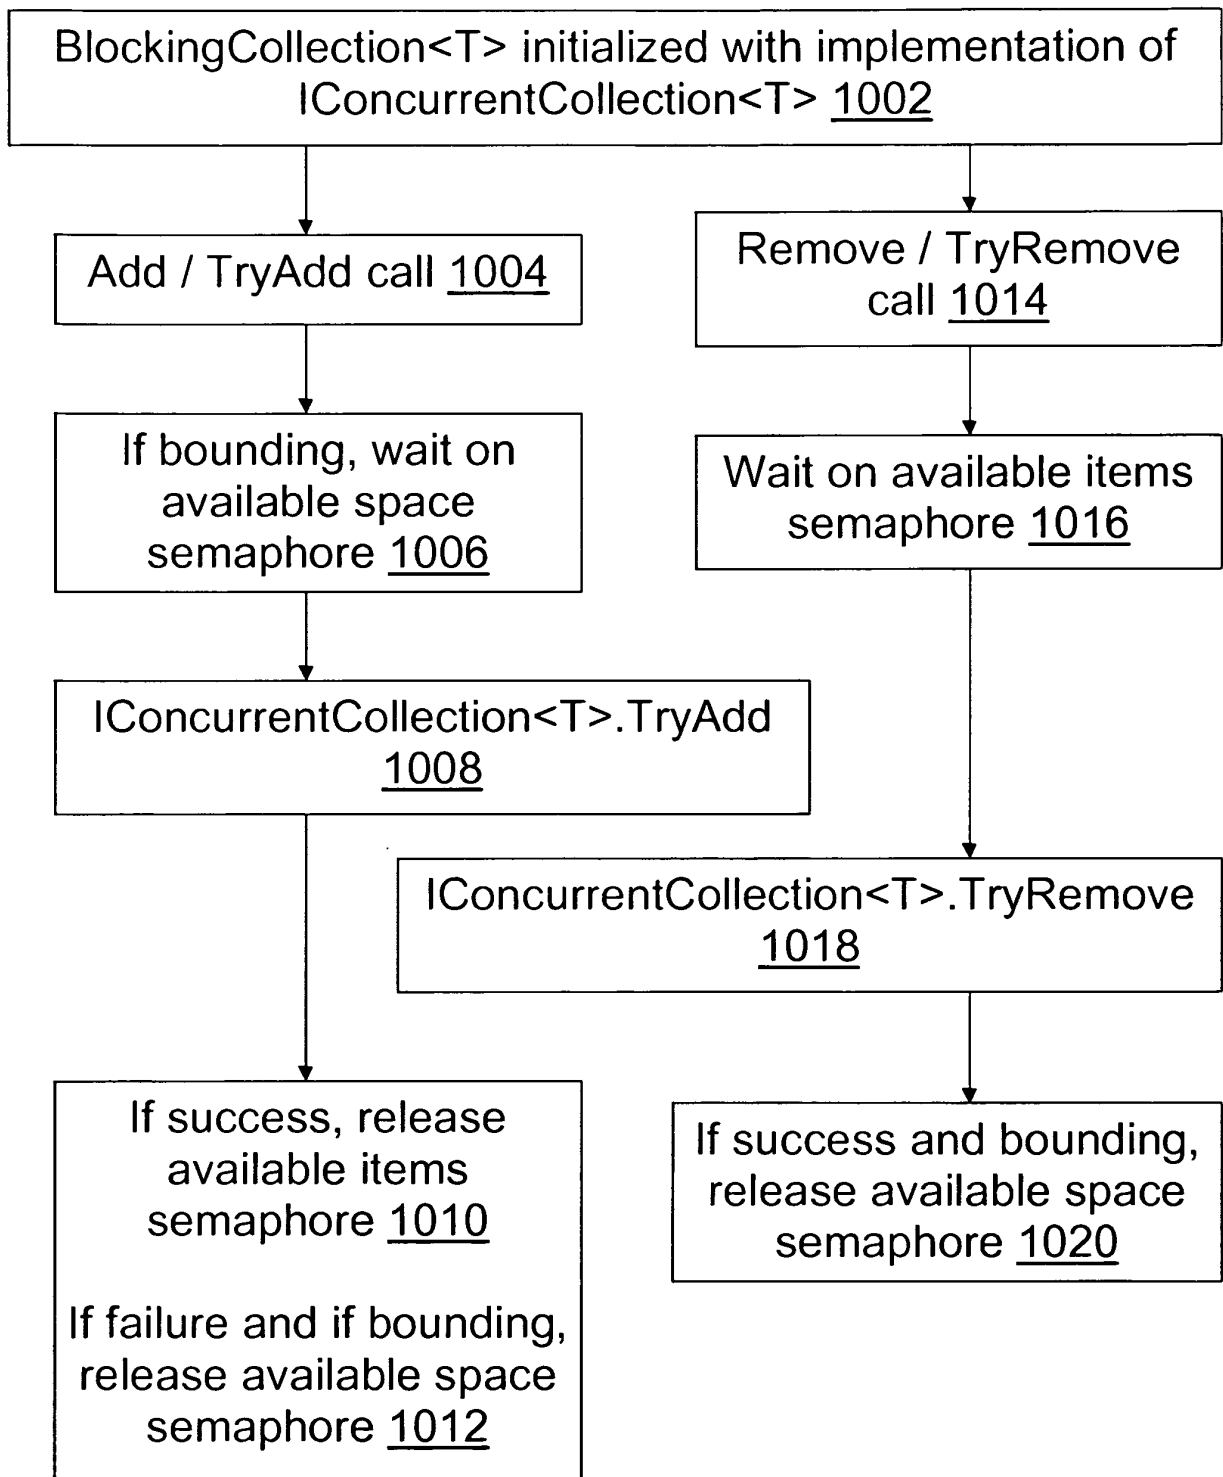 BlockingCollection<T> initialized with implementation of
IConcurrentCollection<T> 1002
Add / TryAdd call 1004
If bounding, wait on
available space
semaphore 1006
IConcurrentCollection<T>.TryAdd
1008
If success, release
available items
semaphore 1010
If failure and if bounding,
release available space
semaphore 1012
Remove / TryRemove
call 1014
Wait on available items
semaphore 1016
IConcurrentCollection<T>.TryRemove
1018
If success and bounding,
release available space
semaphore 1020